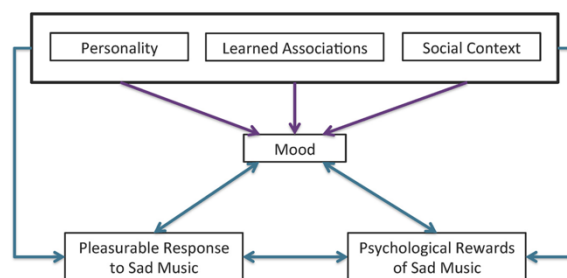 Personality
Learned Associations
Social Context
Mood
Pleasurable Response
to Sad Music
Psychological Rewards
of Sad Music